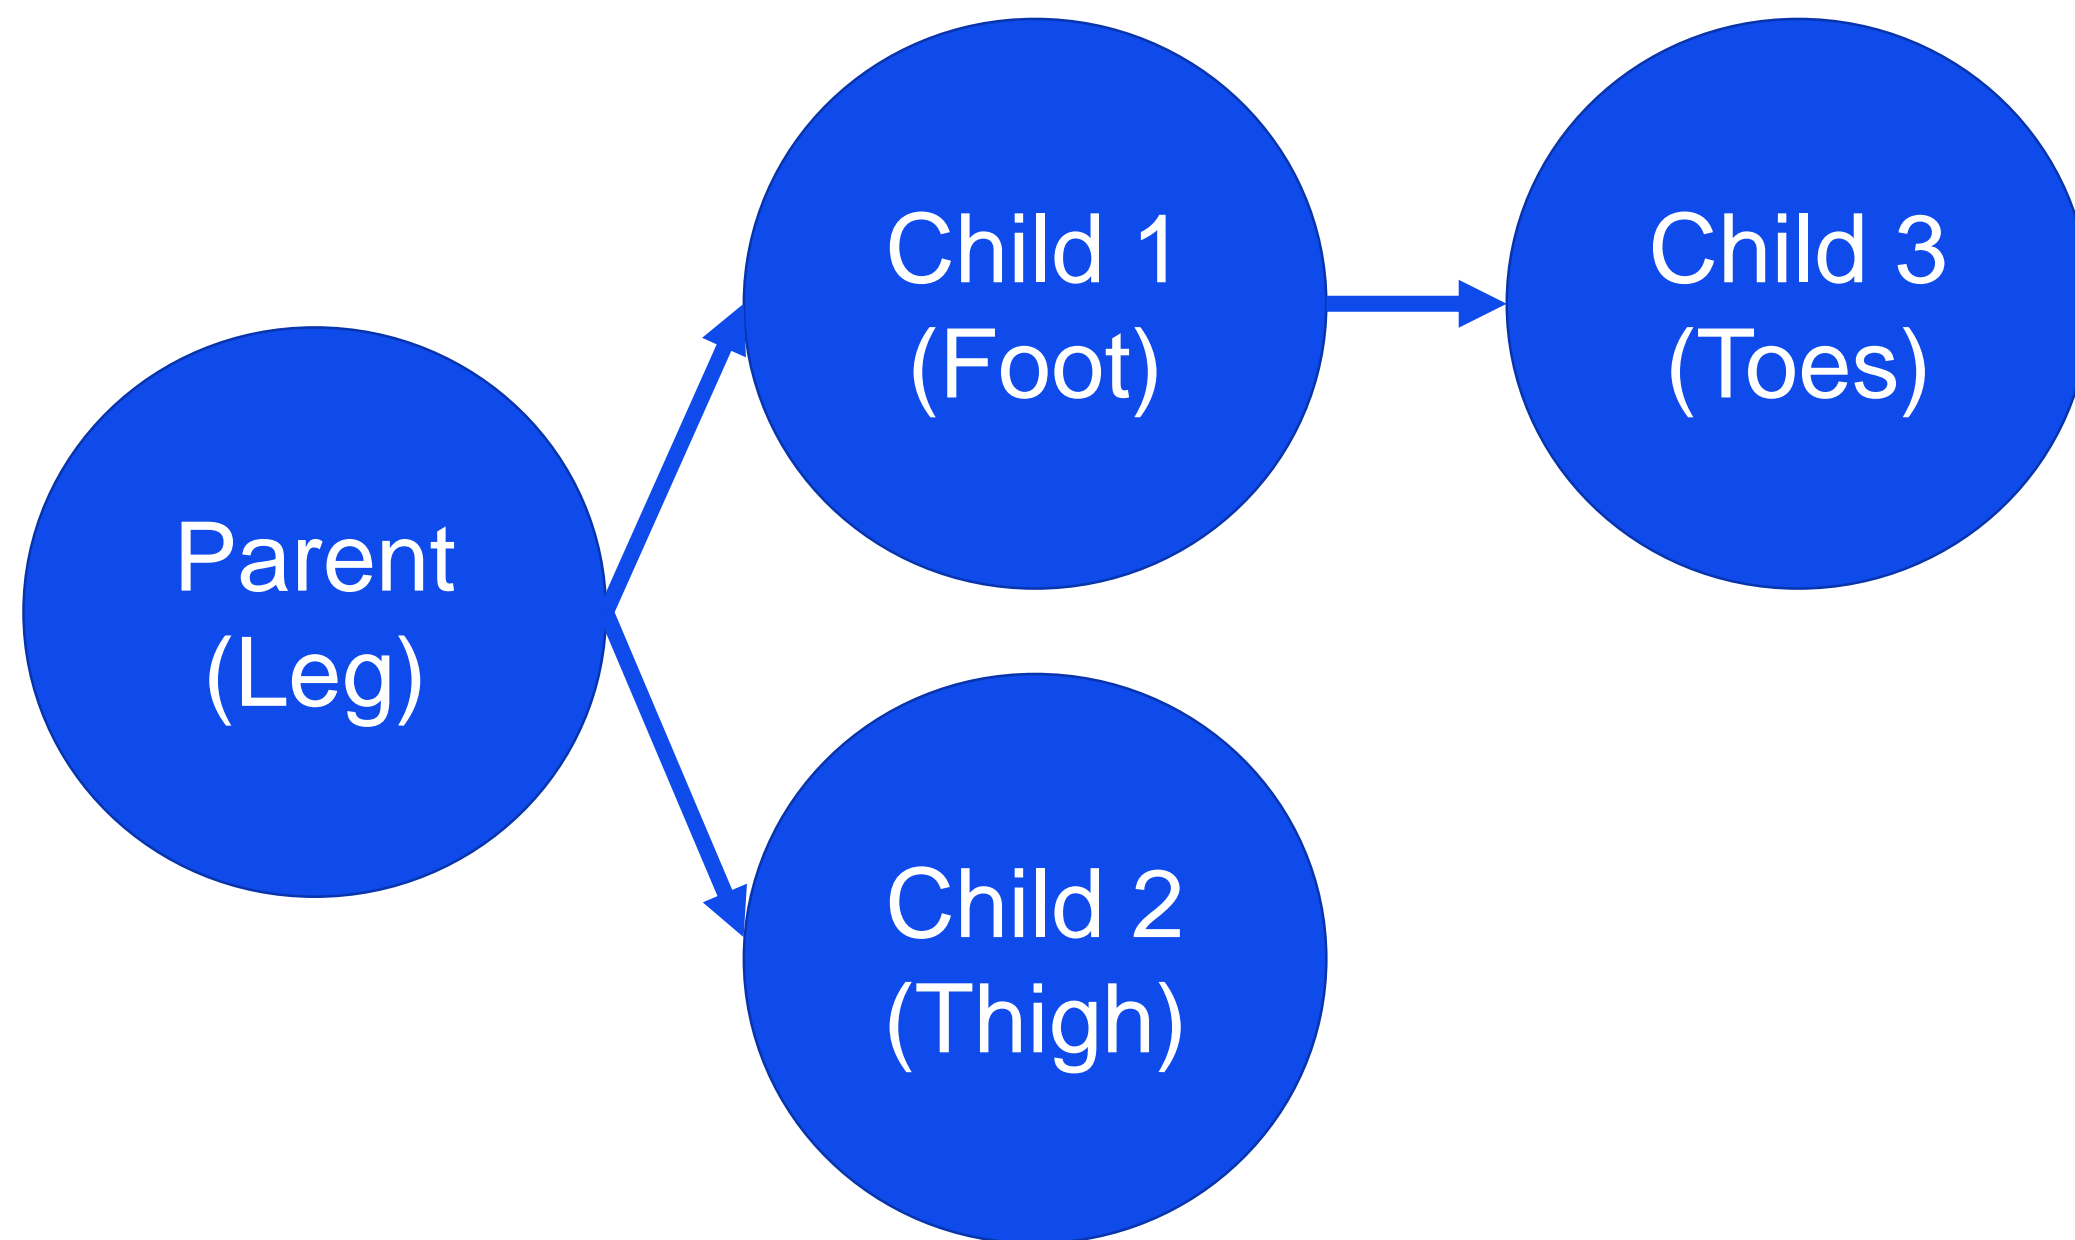 Parent
(Leg)
Child 1
(Foot)
Child 3
(Toes)
Child 2
(Thigh)